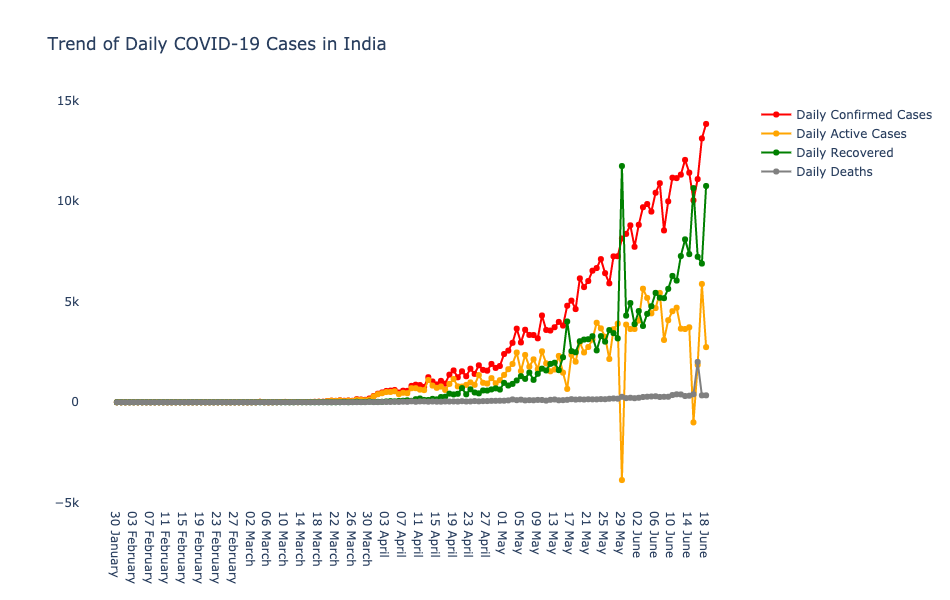 Trend of Daily COVID-19 Cases in India
15k
10k
5k
0
−5k
Daily Confirmed Cases
Daily Active Cases
Daily Recovered
Daily Deaths
30 January
03 February
07 February
11 February
15 February
19 February
23 February
27 February
02 March
06 March
10 March
14 March
18 March
22 March
26 March
30 March
03 April
07 April
11 April
15 April
19 April
23 April
27 April
01 May
05 May
09 May
13 May
17 May
21 May
25 May
29 May
02 June
06 June
10 June
14 June
18 June